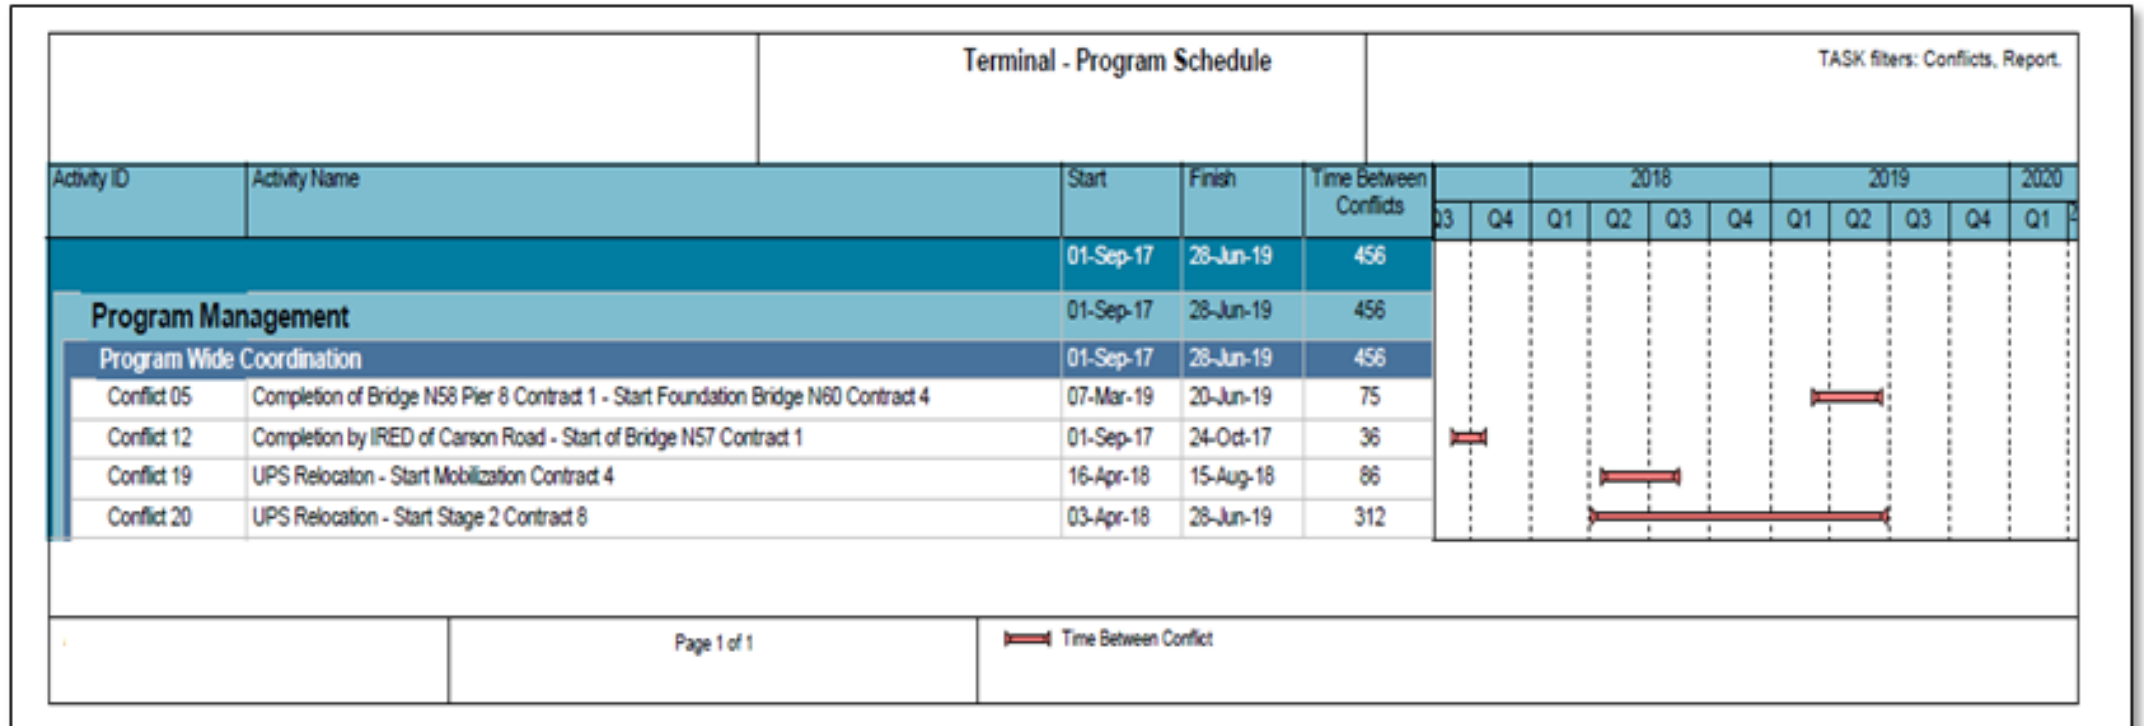 Terminal - Program Schedule
TASK filters: Conflicts, Report.
Activity ID Activity Name Start Finish Time Between Conflicts
2018 2019 2020
Q3 Q4 Q1 Q2 Q3 Q4 Q1 Q2 Q3 Q4 Q1
01-Sep-17 28-Jun-19 456
Program Management 01-Sep-17 28-Jun-19 456
Program Wide Coordination 01-Sep-17 28-Jun-19 456
Conflict 05 Completion of Bridge N58 Pier 8 Contract 1 - Start Foundation Bridge N60 Contract 4 07-Mar-19 20-Jun-19 75
Conflict 12 Completion by IRED of Carson Road - Start of Bridge N57 Contract 1 01-Sep-17 24-Oct-17 36
Conflict 19 UPS Relocaton - Start Mobilization Contract 4 16-Apr-18 15-Aug-18 86
Conflict 20 UPS Relocation - Start Stage 2 Contract 8 03-Apr-18 28-Jun-19 312
Page 1 of 1
Time Between Conflict